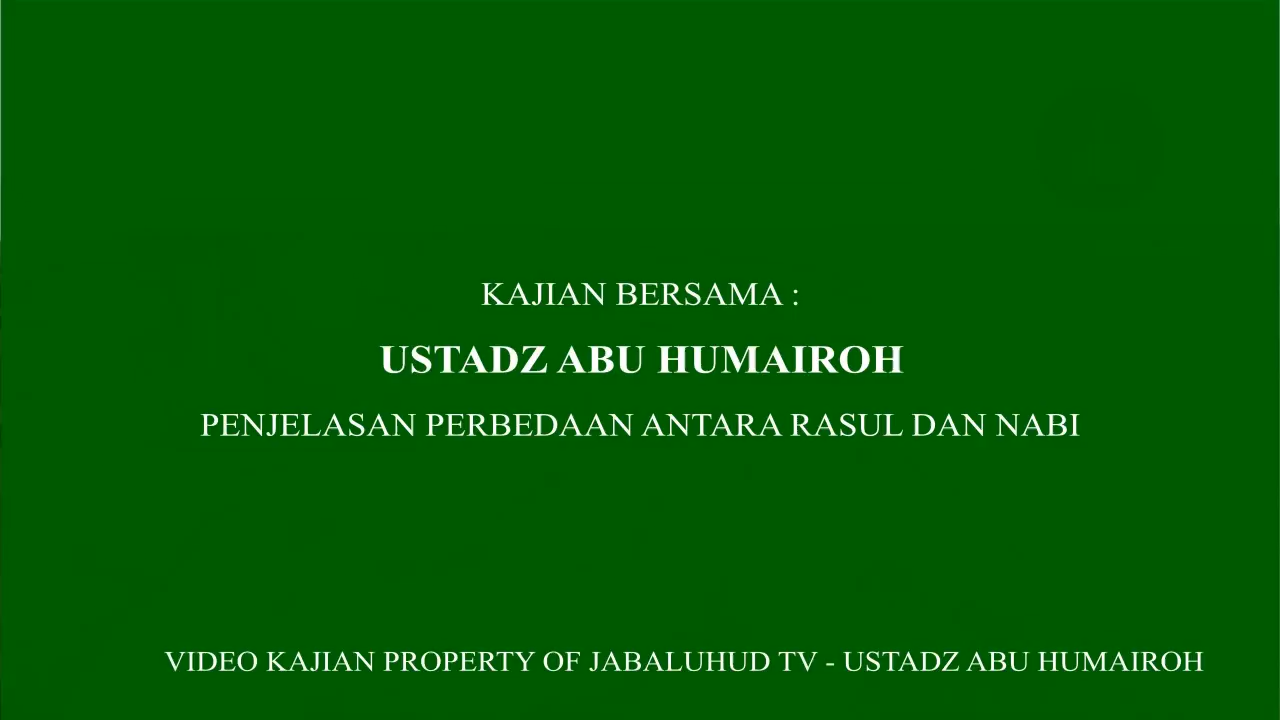 KAJIAN BERSAMA :
USTADZ ABU HUMAIROH
PENJELASAN PERBEDAAN ANTARA RASUL DAN NABI
VIDEO KAJIAN PROPERTY OF JABALUHUD TV - USTADZ ABU HUMAIROH